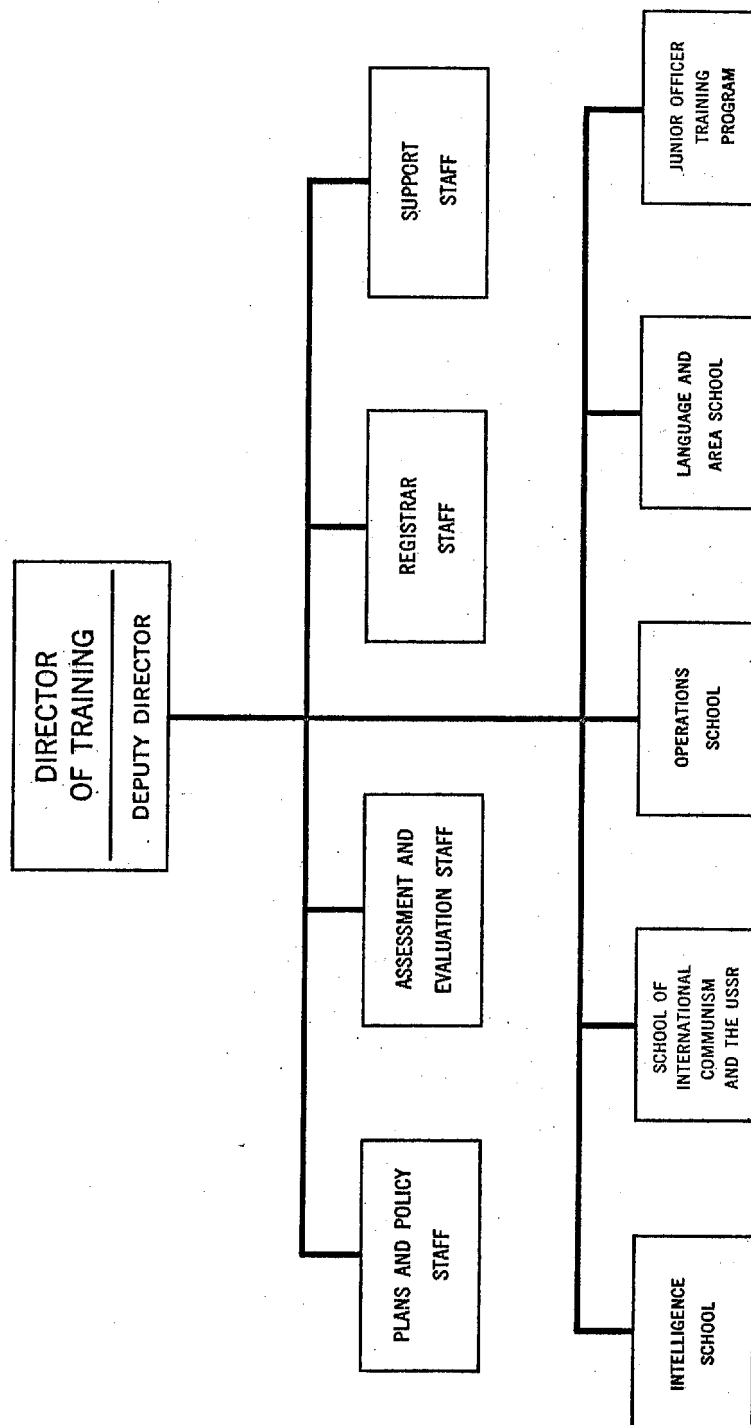 DIRECTOR
OF TRAINING
DEPUTY DIRECTOR
PLANS AND POLICY
STAFF
ASSESSMENT AND
EVALUATION STAFF
REGISTRAR
STAFF
SUPPORT
STAFF
INTELLIGENCE
SCHOOL
SCHOOL OF
INTERNATIONAL
COMMUNISM
AND THE USSR
OPERATIONS
SCHOOL
LANGUAGE AND
AREA SCHOOL
JUNIOR OFFICER
TRAINING
PROGRAM